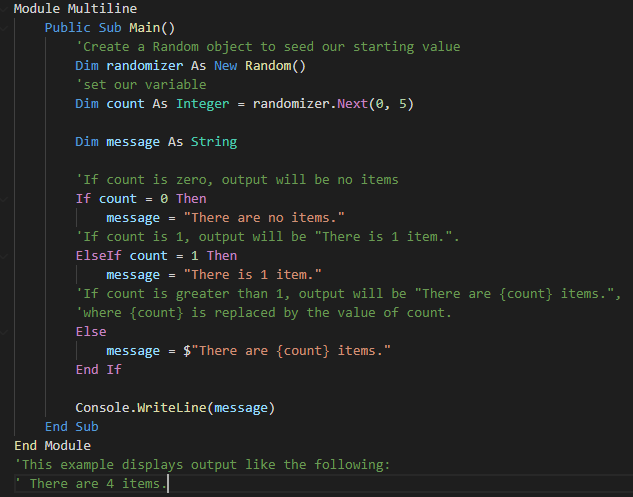 Module Multiline
    Public Sub Main()
        'Create a Random object to seed our starting value
        Dim randomizer As New Random()
        'set our variable
        Dim count As Integer = randomizer.Next(0, 5)

        Dim message As String

        'If count is zero, output will be no items
        If count = 0 Then
            message = "There are no items."
        'If count is 1, output will be "There is 1 item.".
        ElseIf count = 1 Then
            message = "There is 1 item."
        'If count is greater than 1, output will be "There are {count} items.",
        'where {count} is replaced by the value of count.
        Else
            message = $"There are {count} items."
        End If

        Console.WriteLine(message)
    End Sub
End Module
'This example displays output like the following:
' There are 4 items.